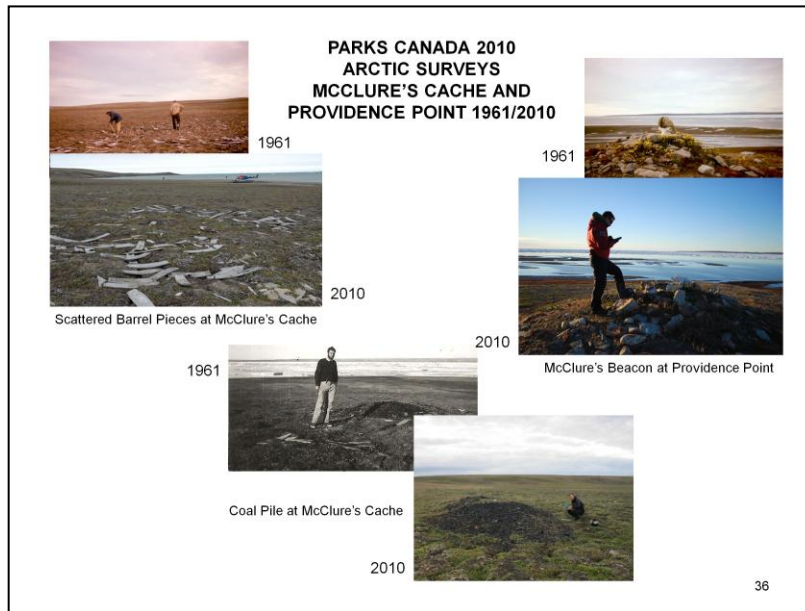 PARKS CANADA 2010
ARCTIC SURVEYS
MCCLURE'S CACHE AND
PROVIDENCE POINT 1961/2010
1961
2010
Scattered Barrel Pieces at McClure's Cache
1961
2010
McClure's Beacon at Providence Point
1961
Coal Pile at McClure's Cache
2010
36